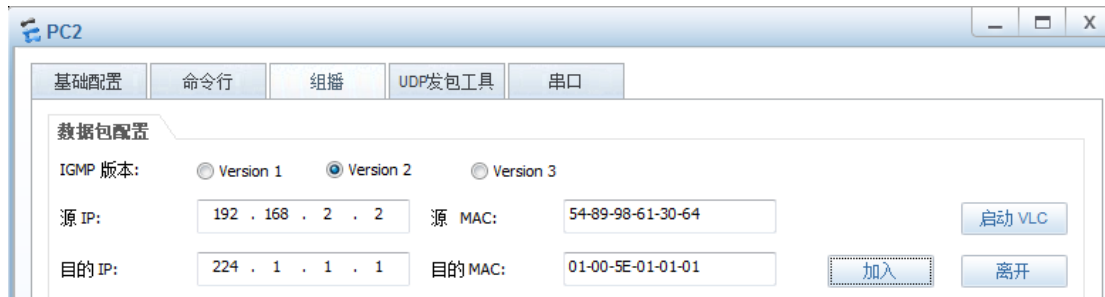 PC2
基础配置 命令行 组播 UDP发包工具 串口
数据包配置
IGMP 版本: Version 1 Version 2 Version 3
源 IP: 192 . 168 . 2 . 2 源 MAC: 54-89-98-61-30-64 启动 VLC
目的 IP: 224 . 1 . 1 . 1 目的 MAC: 01-00-5E-01-01-01 加入 离开